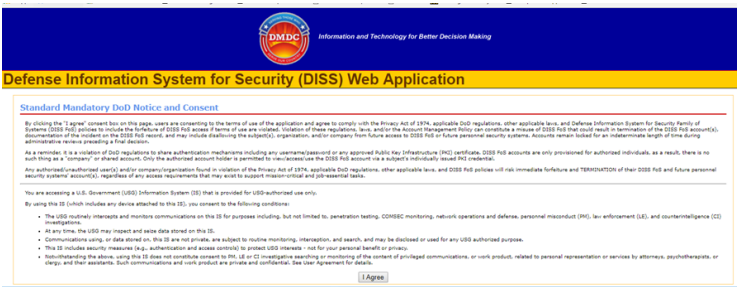 DMDC
Information and Technology for Better Decision Making
Defense Information System for Security (DISS) Web Application
Standard Mandatory DoD Notice and Consent
By clicking the "I agree" consent box on this page, users are consenting to the terms of use of the application and agree to comply with the Privacy Act of 1974, applicable DoD regulations, other applicable laws, and Defense Information System for Security Family of
Systems (DISS FoS) policies to include the forfeiture of DISS FoS access if terms of use are violated. Violation of these regulations, laws, and/or the Account Management Policy can constitute a misuse of DISS FoS that could result in termination of the DISS FoS account(s),
documentation of the incident on the DISS FoS record, and may include disallowing the subject(s), organization, and/or company from future access to DISS FoS or future personnel security systems. Accounts remain locked for an indeterminate length of time during
administrative reviews preceding a final decision.
As a reminder, it is a violation of DoD regulations to share authentication mechanisms including any username/password or any approved Public Key Infrastructure (PKI) certificate. DISS FoS accounts are only provisioned for authorized individuals, as a result, there is no
such thing as a "company" or shared account. Only the authorized account holder is permitted to view/access/use the DISS FoS account via a subject's individually issued PKI credential.
Any authorized/unauthorized user(s) and/or company/organization found in violation of the Privacy Act of 1974, applicable DoD regulations, other applicable laws, and DISS FoS policies will risk immediate forfeiture and TERMINATION of their DISS FoS and future personnel
security systems' account(s), regardless of any access requirements that may exist to support mission-critical and job-essential tasks.
You are accessing a U.S. Government (USG) Information System (IS) that is provided for USG-authorized use only.
By using this IS (which includes any device attached to this IS), you consent to the following conditions:
• The USG routinely intercepts and monitors communications on this IS for purposes including, but not limited to, penetration testing, COMSEC monitoring, network operations and defense, personnel misconduct (PM), law enforcement (LE), and counterintelligence (CI)
investigations.
• At any time, the USG may inspect and seize data stored on this IS.
• Communications using, or data stored on, this IS are not private, are subject to routine monitoring, interception, and search, and may be disclosed or used for any USG authorized purpose.
• This IS includes security measures (e.g., authentication and access controls) to protect USG interests - not for your personal benefit or privacy.
• Notwithstanding the above, using this IS does not constitute consent to PM, LE or CI investigative searching or monitoring of the content of privileged communications, or work product, related to personal representation or services by attorneys, psychotherapists, or
clergy, and their assistants. Such communications and work product are private and confidential. See User Agreement for details.
I Agree